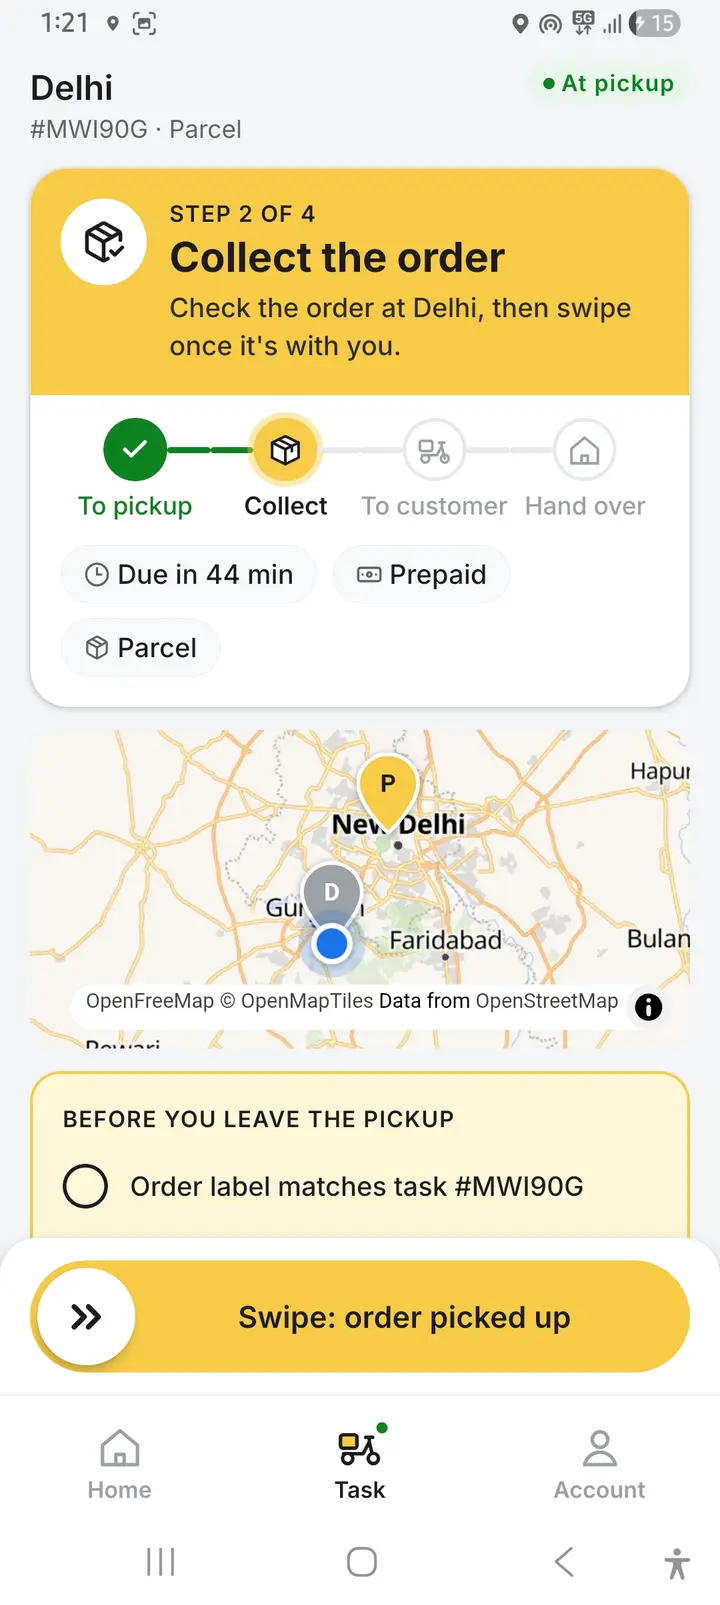 1:21
5G
15
Delhi
At pickup
#MWI90G · Parcel
STEP 2 OF 4
Collect the order
Check the order at Delhi, then swipe
once it's with you.
To pickup
Collect
To customer
Hand over
Due in 44 min
Prepaid
Parcel
Hapur
P
New Delhi
D
Faridabad
Bulan
OpenFreeMap © OpenMapTiles Data from OpenStreetMap
BEFORE YOU LEAVE THE PICKUP
Order label matches task #MWI90G
Swipe: order picked up
Home
Task
Account